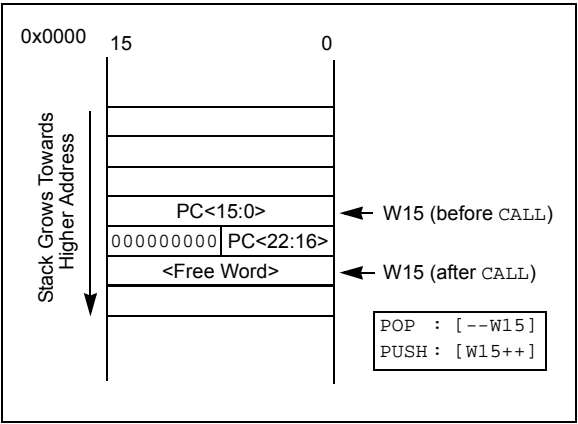 0x0000
15 0
Stack Grows Towards
Higher Address
PC<15:0>
W15 (before CALL)
000000000 PC<22:16>
<Free Word>
W15 (after CALL)
POP : [--W15]
PUSH : [W15++]